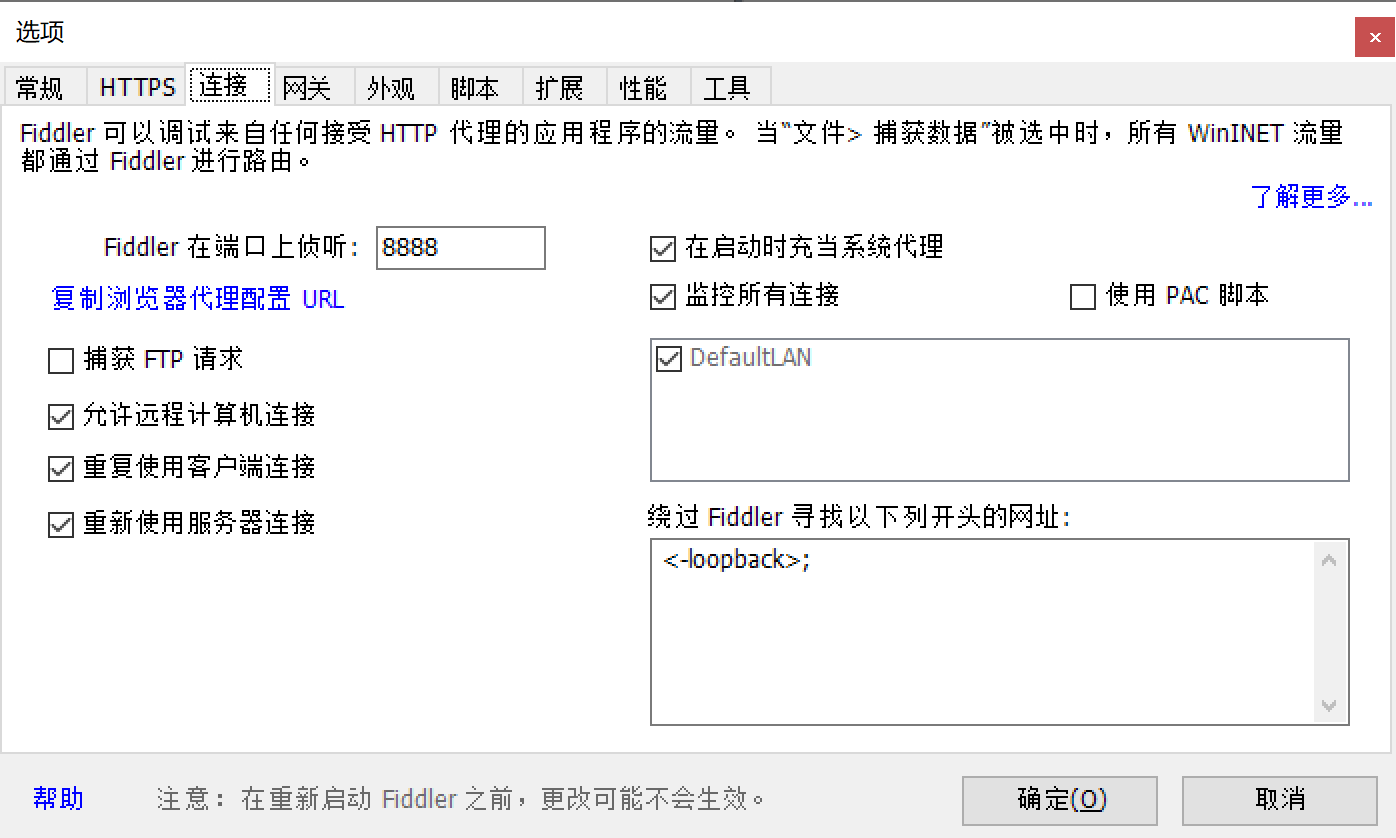 选项
常规 HTTPS 连接 网关 外观 脚本 扩展 性能 工具
Fiddler 可以调试来自任何接受 HTTP 代理的应用程序的流量。 当“文件> 捕获数据”被选中时，所有 WinINET 流量
都通过 Fiddler 进行路由。
了解更多...
Fiddler 在端口上侦听: 8888
复制浏览器代理配置 URL
捕获 FTP 请求
允许远程计算机连接
重复使用客户端连接
重新使用服务器连接
在启动时充当系统代理
监控所有连接 使用 PAC 脚本
DefaultLAN
绕过 Fiddler 寻找以下列开头的网址:
<-loopback>;
帮助 注意: 在重新启动 Fiddler 之前，更改可能不会生效。 确定(O) 取消